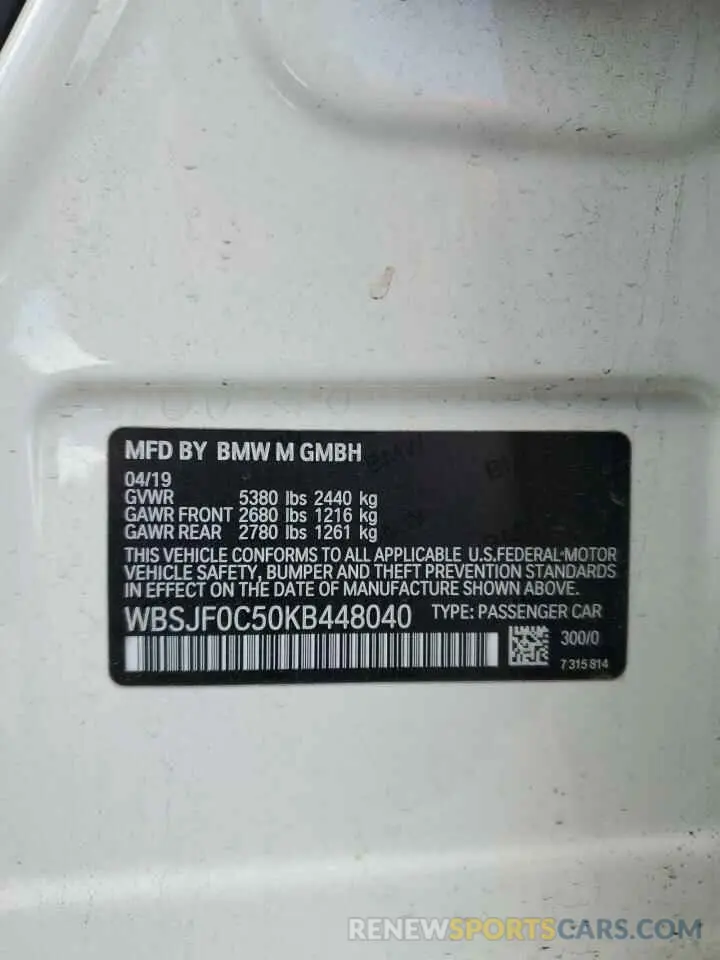 MFD BY BMW M GMBH
04/19
GVWR 5380 lbs 2440 kg
GAWR FRONT 2680 lbs 1216 kg
GAWR REAR 2780 lbs 1261 kg
THIS VEHICLE CONFORMS TO ALL APPLICABLE U.S.FEDERAL MOTOR
VEHICLE SAFETY, BUMPER AND THEFT PREVENTION STANDARDS
IN EFFECT ON THE DATE OF MANUFACTURE SHOWN ABOVE.
WBSJF0C50KB448040 TYPE: PASSENGER CAR
300/0
7 315 814
RENEWSPORTSCARS.COM